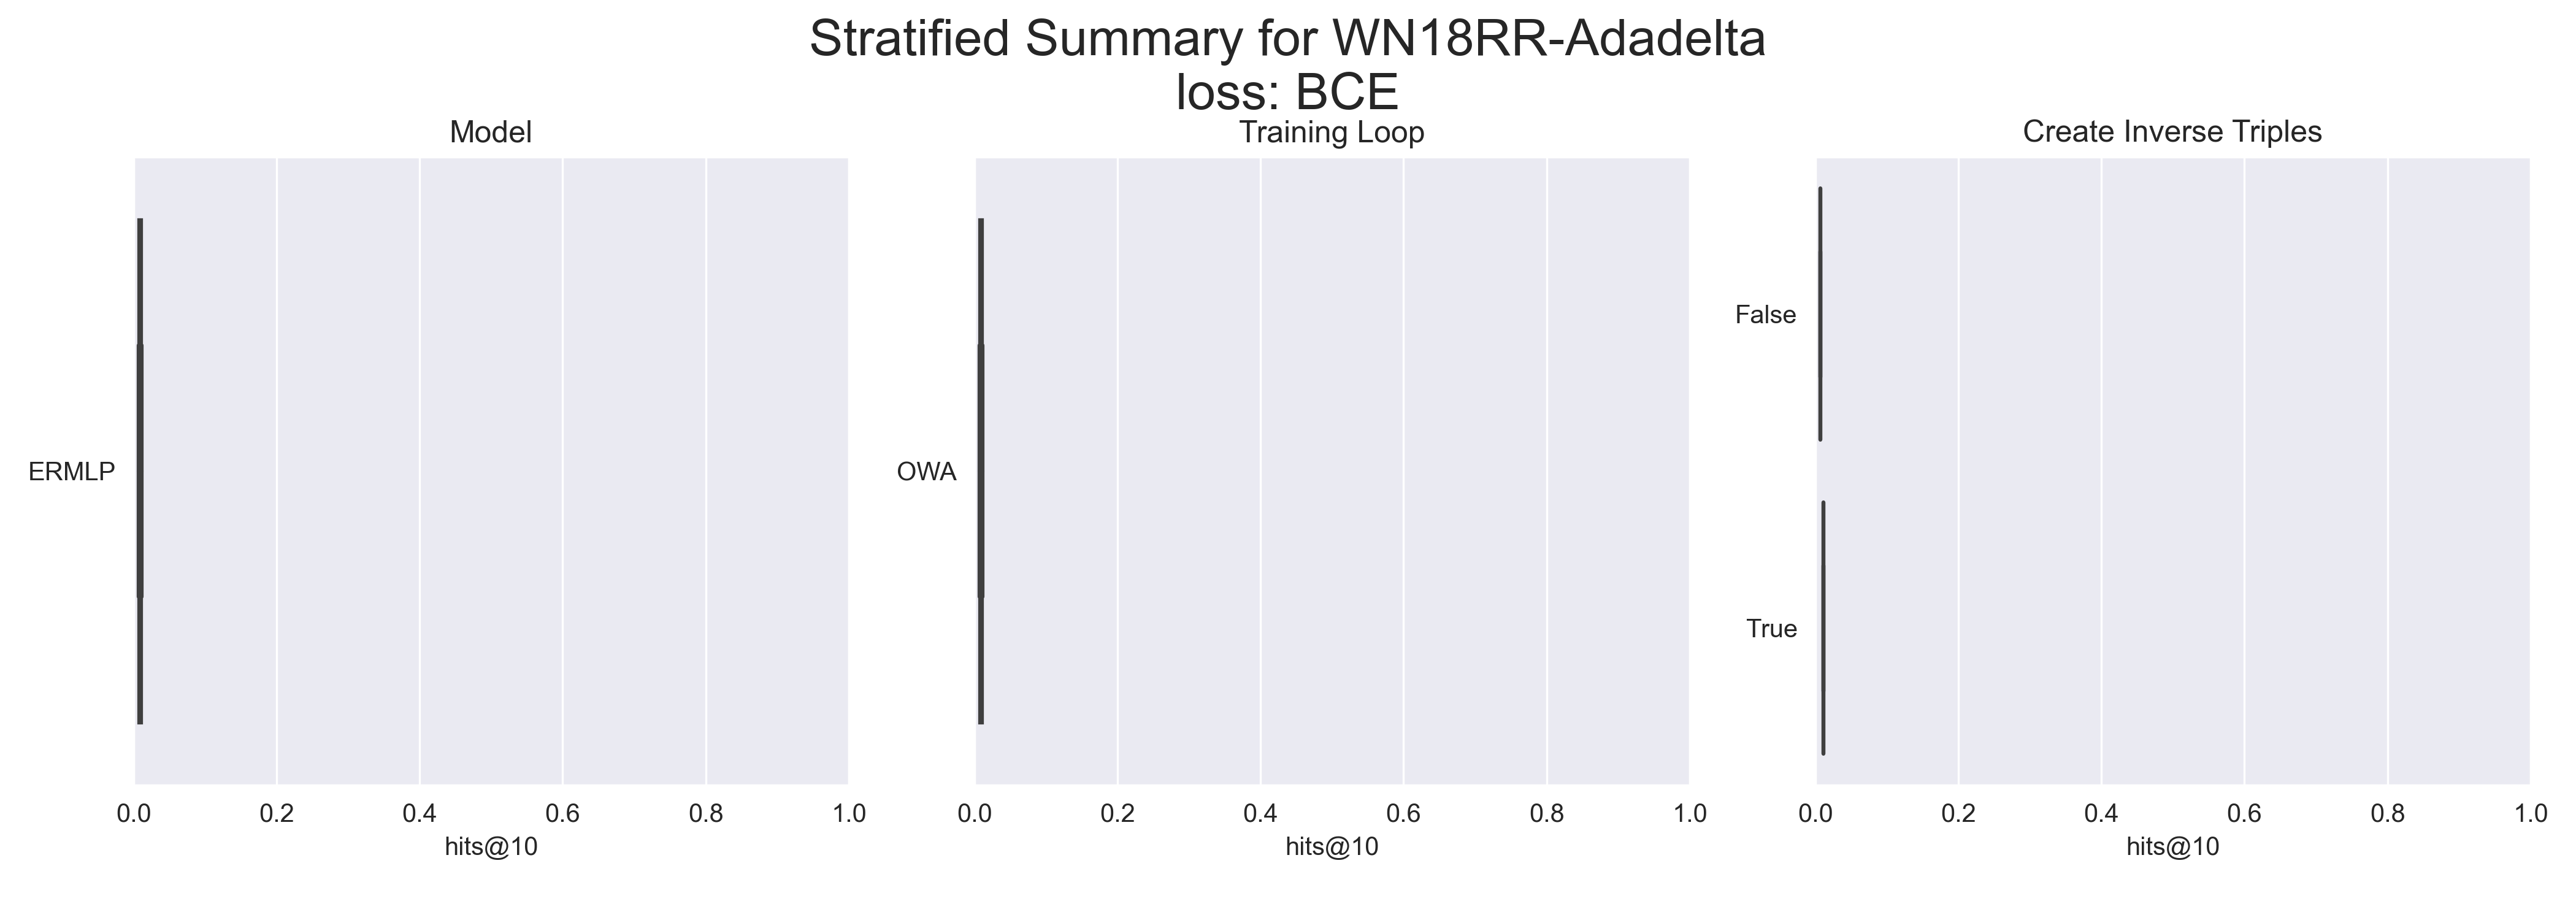 Stratified Summary for WN18RR-Adadelta
loss: BCE
Model
ERMLP
0.0 0.2 0.4 0.6 0.8 1.0
hits@10
Training Loop
OWA
0.0 0.2 0.4 0.6 0.8 1.0
hits@10
Create Inverse Triples
False
True
0.0 0.2 0.4 0.6 0.8 1.0
hits@10